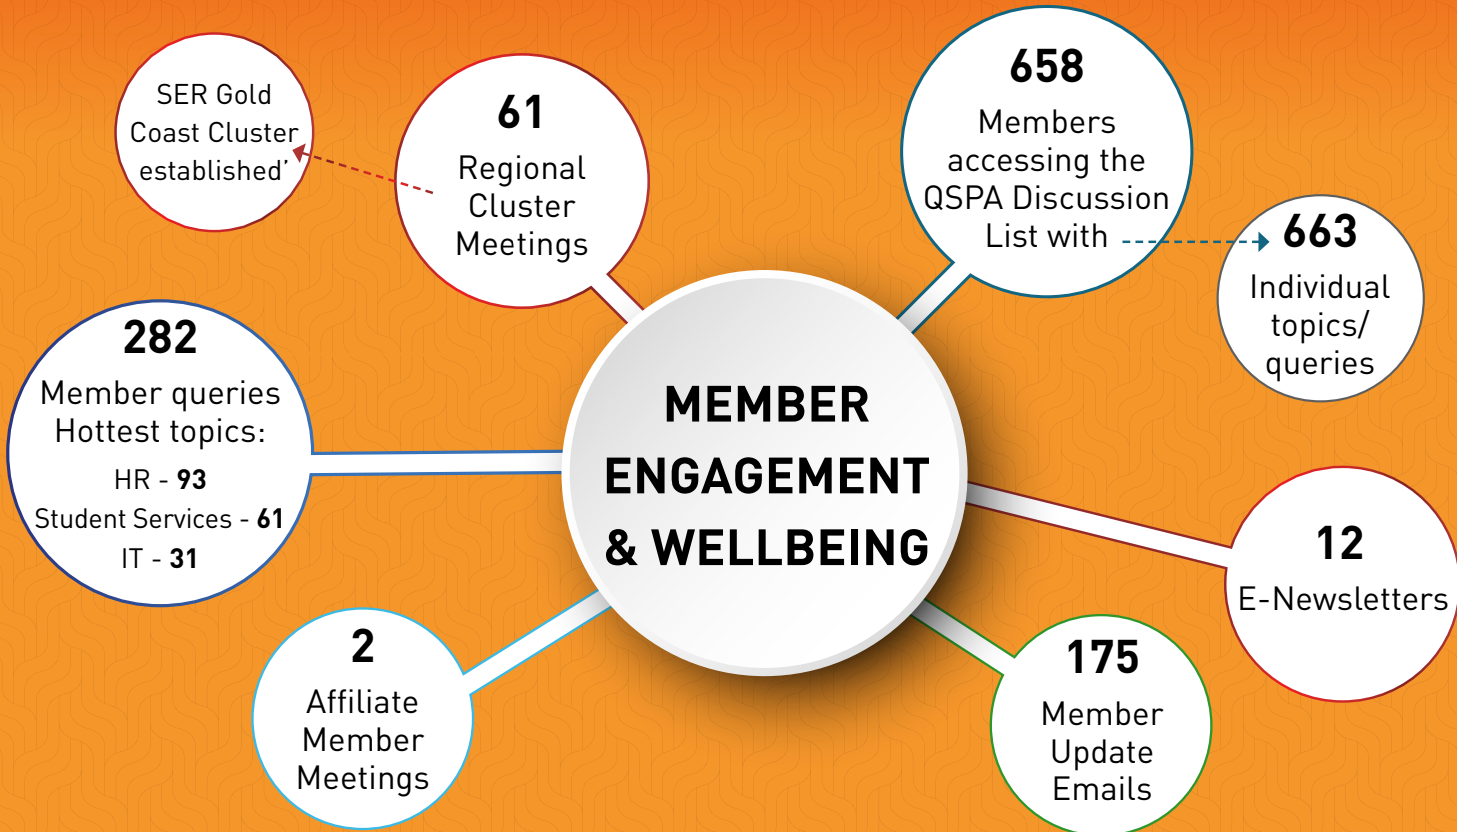 SER Gold
Coast Cluster
established’
61
Regional
Cluster
Meetings
658
Members
accessing the
QSPA Discussion
List with
663
Individual
topics/
queries
282
Member queries
Hottest topics:
HR - 93
Student Services - 61
IT - 31
MEMBER
ENGAGEMENT
& WELLBEING
12
E-Newsletters
2
Affiliate
Member
Meetings
175
Member
Update
Emails